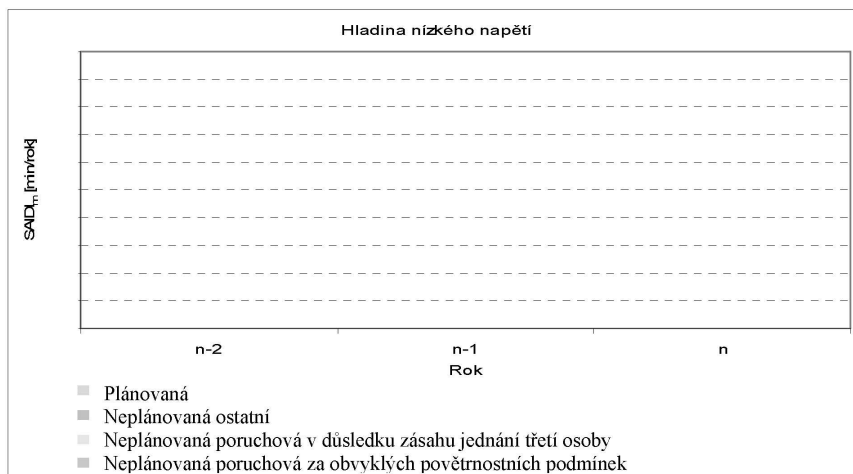 Hladina nízkého napětí
SAIDI_m [min/rok]
n-2 n-1 n
Rok
Plánovaná
Neplánovaná ostatní
Neplánovaná poruchová v důsledku zásahu jednání třetí osoby
Neplánovaná poruchová za obvyklých povětrnostních podmínek